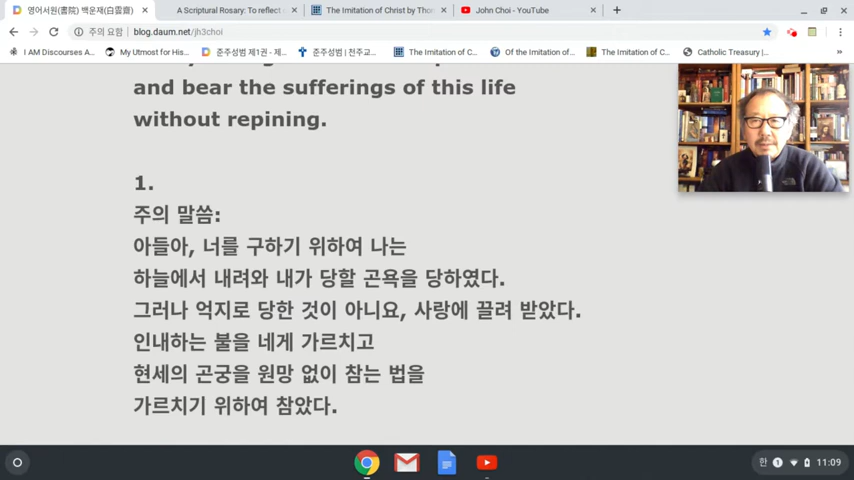 영어서원(書院) 백운재(白雲齋)
A Scriptural Rosary: To reflect
The Imitation of Christ by Tho
John Choi - YouTube
주의 요함
blog.daum.net/jh3choi
I AM Discourses A...
My Utmost for His...
준주성범 제1권 - 제...
준주성범 | 천주교...
The Imitation of C...
Of the Imitation of...
The Imitation of C...
Catholic Treasury |...
and bear the sufferings of this life
without repining.
1.
주의 말씀:
아들아, 너를 구하기 위하여 나는
하늘에서 내려와 내가 당할 곤욕을 당하였다.
그러나 억지로 당한 것이 아니요, 사랑에 끌려 받았다.
인내하는 불을 네게 가르치고
현세의 곤궁을 원망 없이 참는 법을
가르치기 위하여 참았다.
한
1
11:09